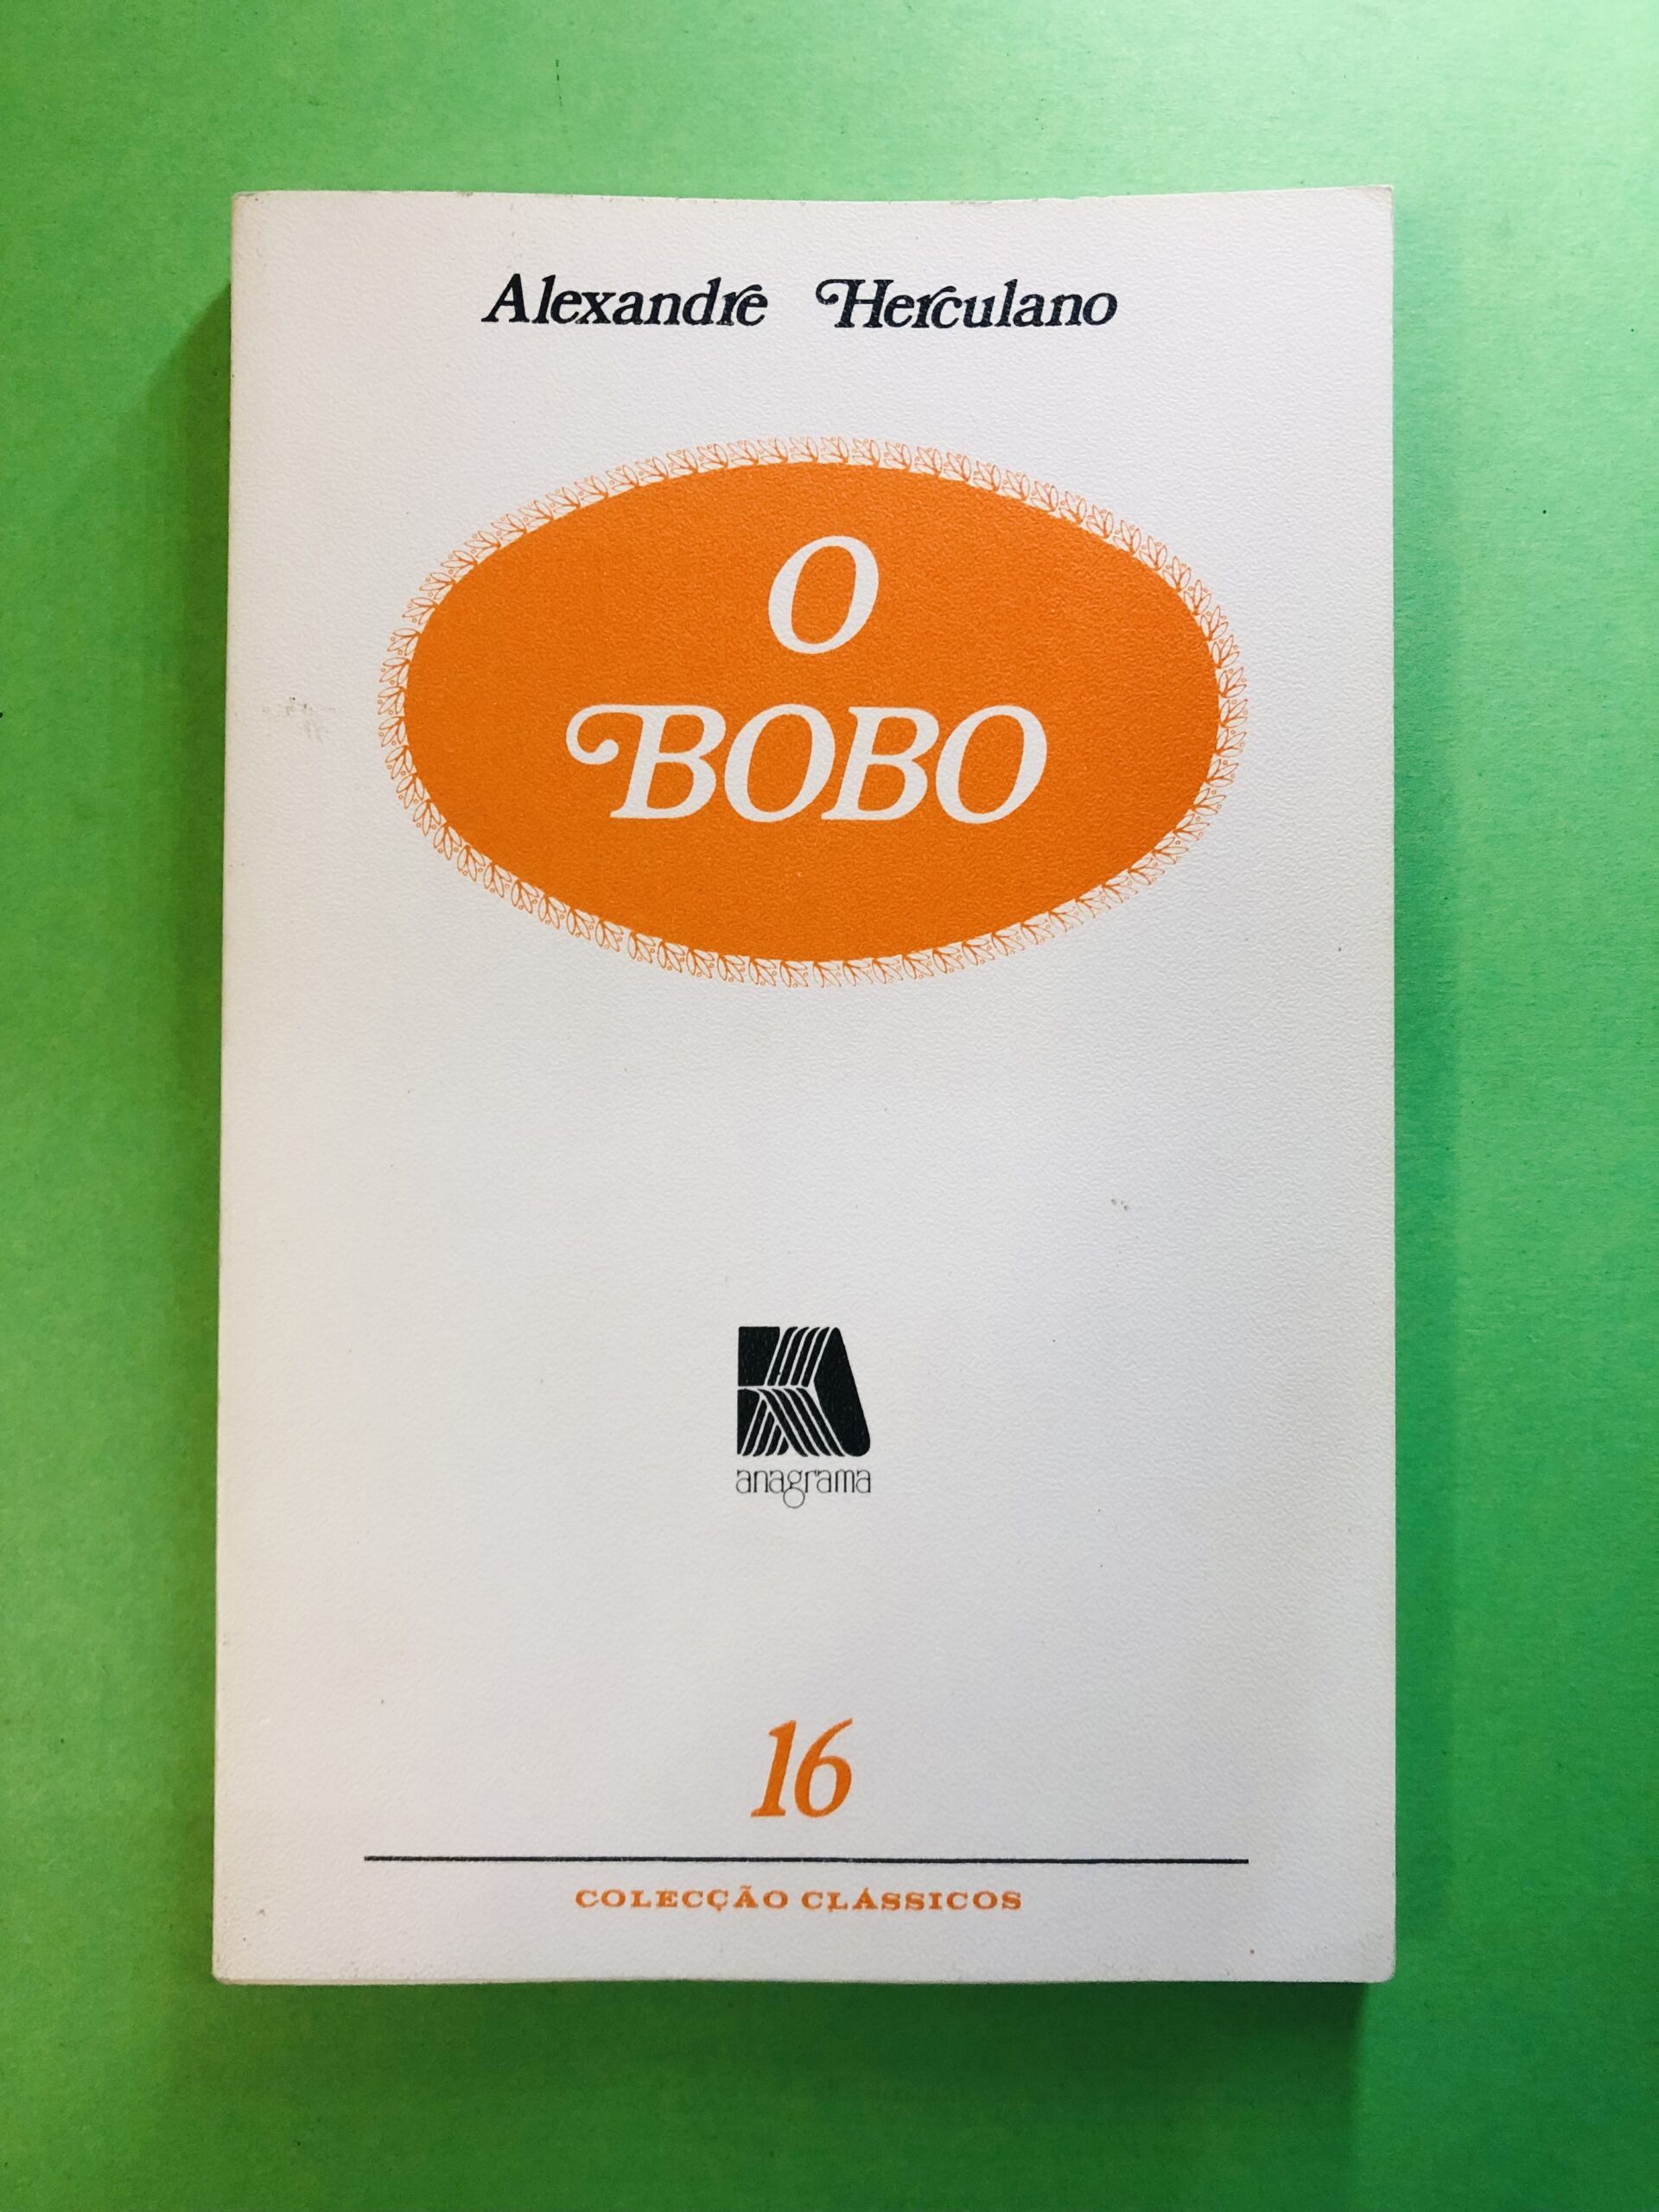 Alexandre Herculano
O
BOBO
anagrama
16
COLECÇÃO CLÁSSICOS